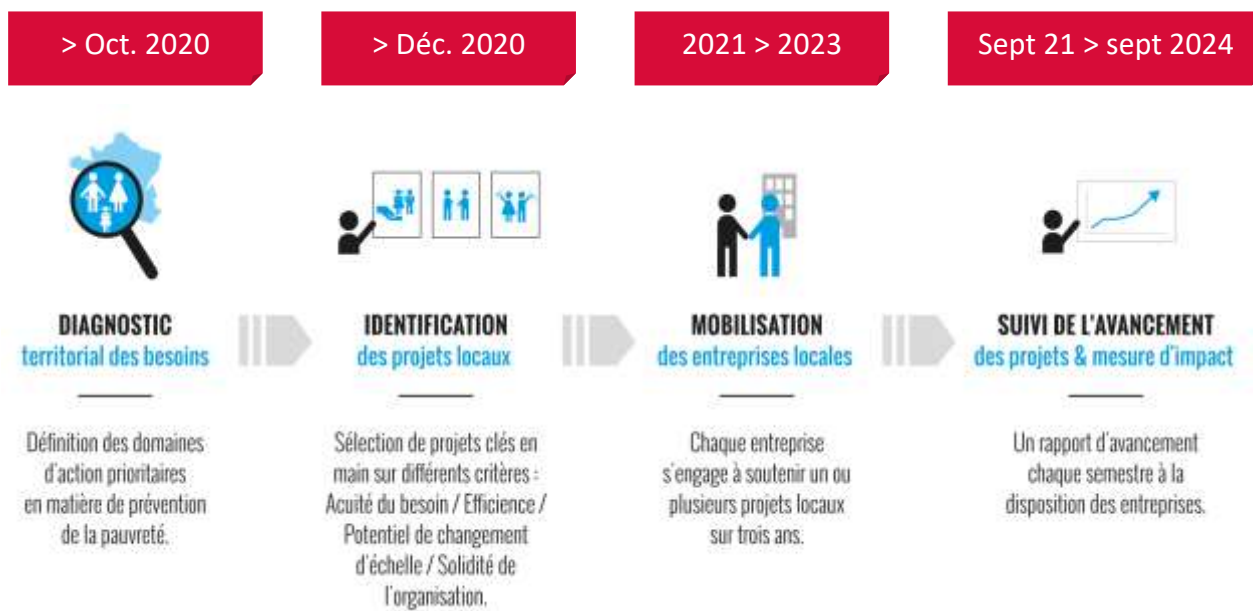 > Oct. 2020
> Déc. 2020
2021 > 2023
Sept 21 > sept 2024
DIAGNOSTIC
territorial des besoins
IDENTIFICATION
des projets locaux
MOBILISATION
des entreprises locales
SUIVI DE L'AVANCEMENT
des projets & mesure d'impact
Définition des domaines
d'action prioritaires
en matière de prévention
de la pauvreté.
Sélection de projets clés en
main sur différents critères :
Acuité du besoin / Efficience /
Potentiel de changement
d'échelle / Solidité de
l'organisation.
Chaque entreprise
s'engage à soutenir un ou
plusieurs projets locaux
sur trois ans.
Un rapport d'avancement
chaque semestre à la
disposition des entreprises.